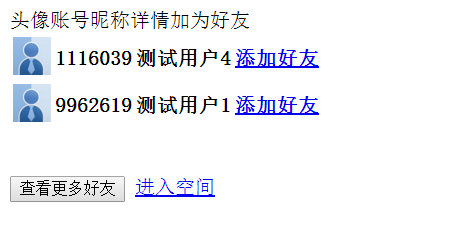 头像账号昵称详情加为好友
1116039 测试用户4 添加好友
9962619 测试用户1 添加好友
查看更多好友 进入空间